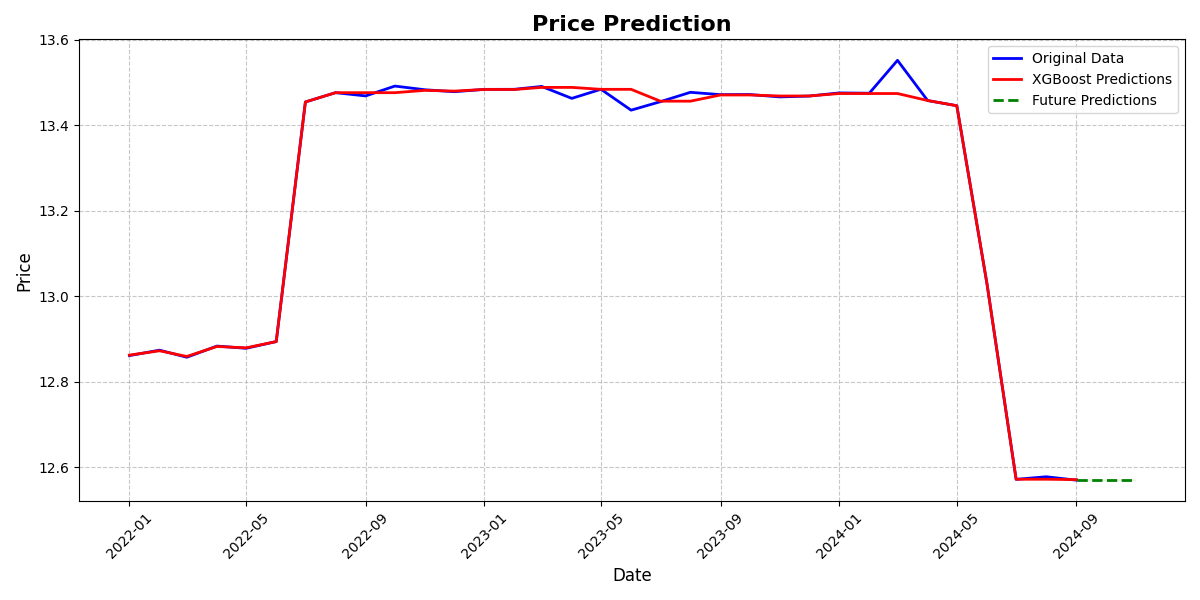 Price Prediction
Original Data
XGBoost Predictions
Future Predictions
Price
13.6
13.4
13.2
13.0
12.8
12.6
2022-01
2022-05
2022-09
2023-01
2023-05
2023-09
2024-01
2024-05
2024-09
Date